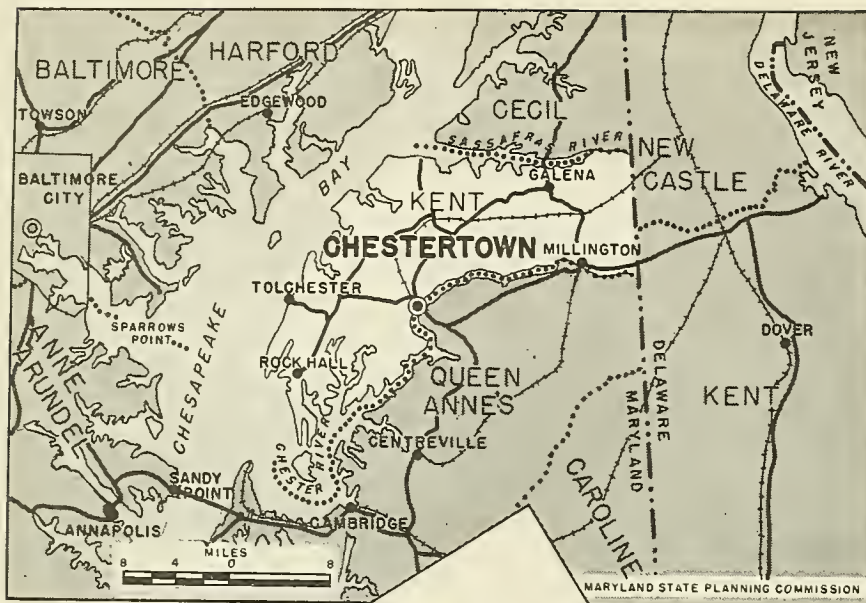 BALTIMORE
HARFORD
TOWSON
EDGEWOOD
CECIL
NEW JERSEY
DELAWARE RIVER
SASSAFRAS RIVER
NEW CASTLE
BALTIMORE CITY
BAY
KENT
GALENA
CHESTERTOWN
MILLINGTON
TOLCHESTER
SPARROWS POINT
ANNE ARUNDEL
CHESAPEAKE
ROCK HALL
QUEEN ANNES
DOVER
DELAWARE
MARYLAND
KENT
CHESTER RIVER
CENTREVILLE
CAROLINE
SANDY POINT
ANNAPOLIS
CAMBRIDGE
MILES
8 4 0 8
MARYLAND STATE PLANNING COMMISSION